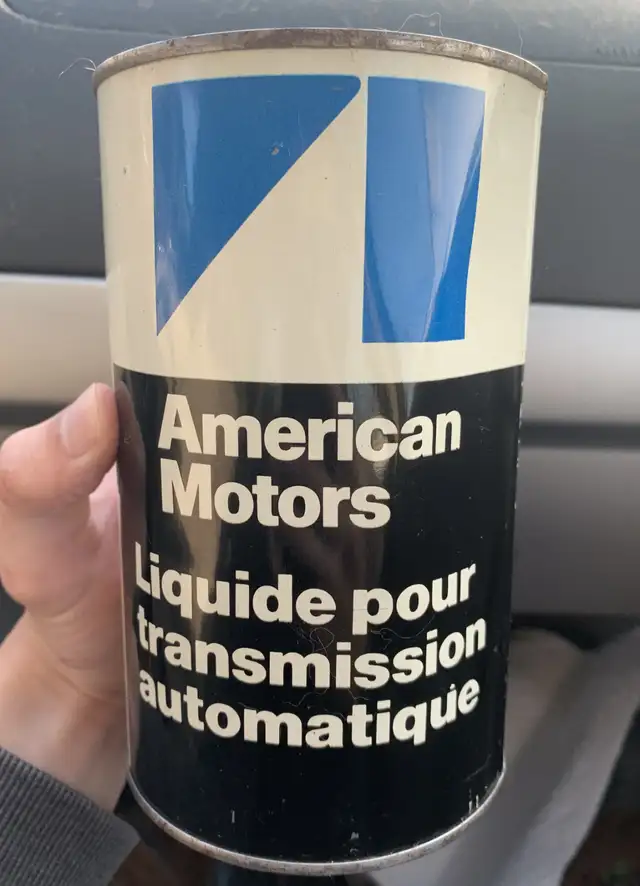 American
Motors
Liquide pour
transmission
automatique